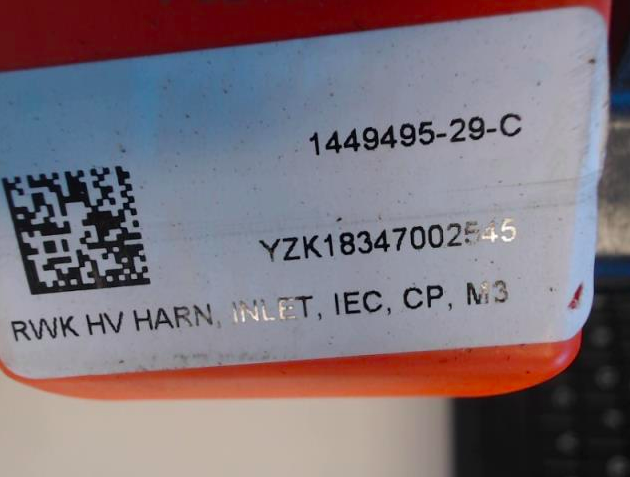 1449495-29-C
YZK18347002545
RWK HV HARN, INLET, IEC, CP, M3